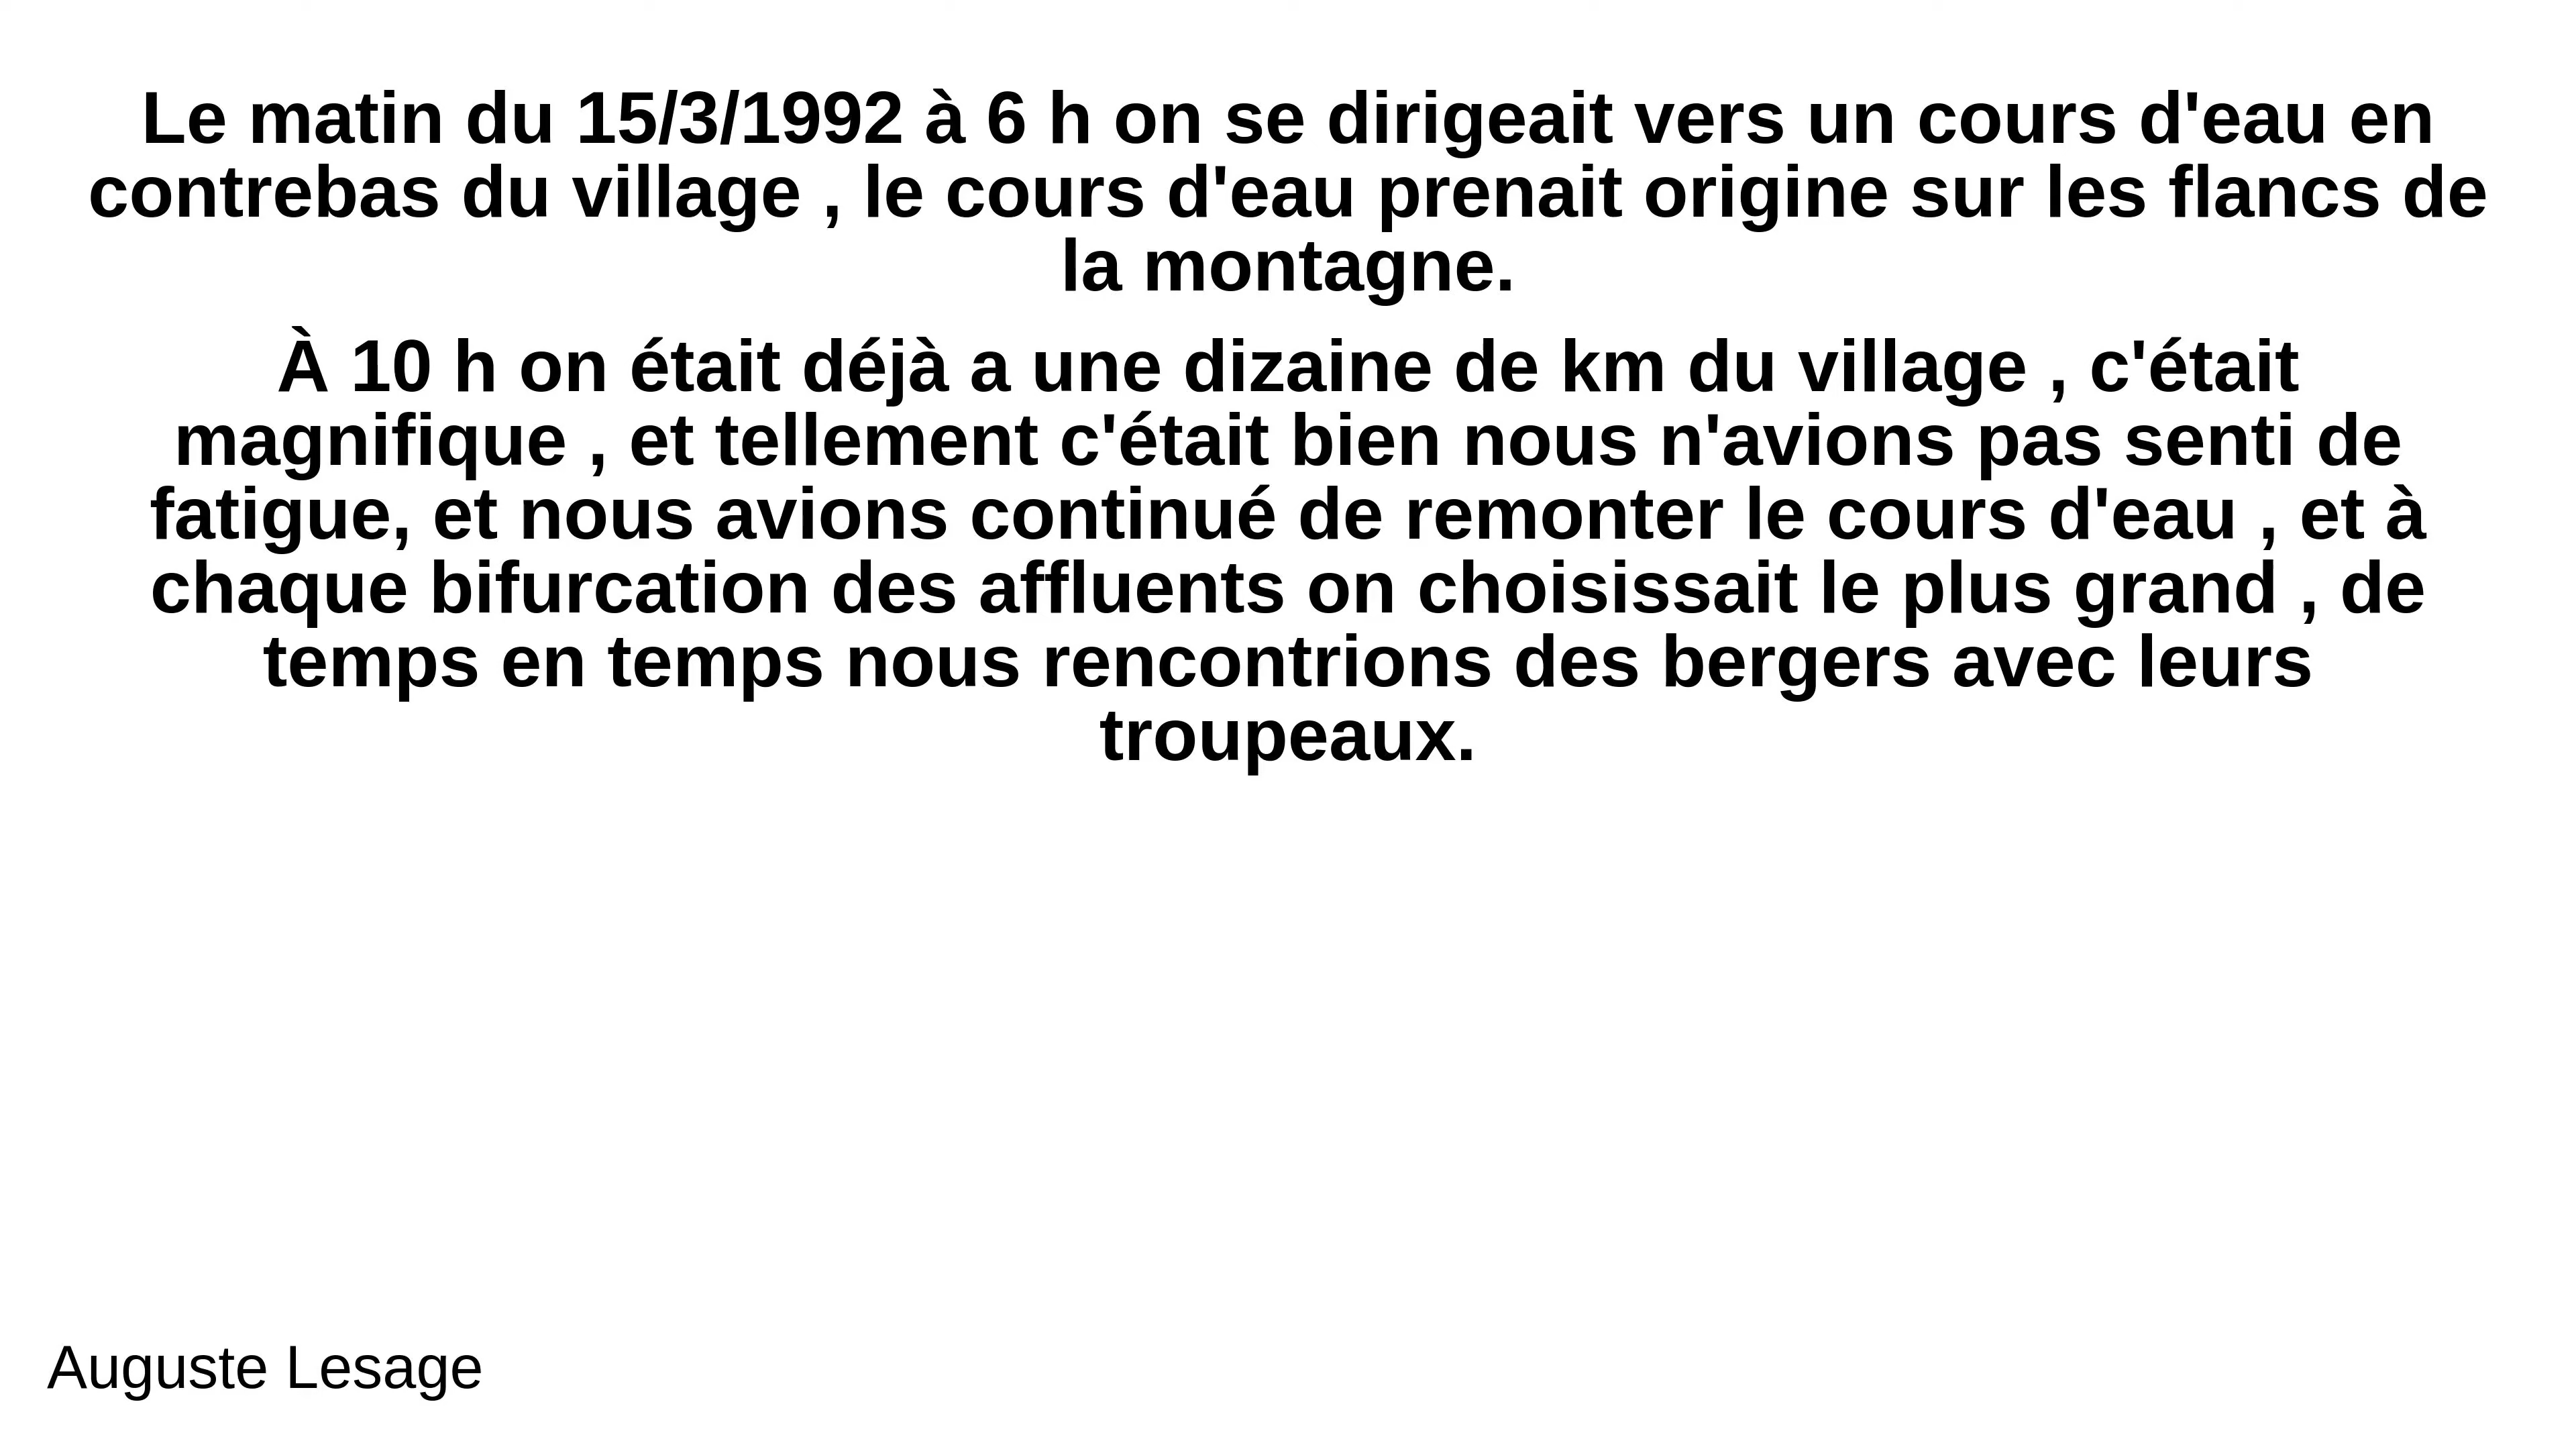 Le matin du 15/3/1992 à 6 h on se dirigeait vers un cours d'eau en
contrebas du village , le cours d'eau prenait origine sur les flancs de
la montagne.
À 10 h on était déjà a une dizaine de km du village , c'était
magnifique , et tellement c'était bien nous n'avions pas senti de
fatigue, et nous avions continué de remonter le cours d'eau , et à
chaque bifurcation des affluents on choisissait le plus grand , de
temps en temps nous rencontrions des bergers avec leurs
troupeaux.
Auguste Lesage